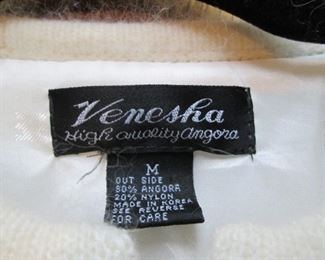 Venesha
High quality Angora
M
OUT SIDE
80% ANGORA
20% NYLON
MADE IN KOREA
SEE REVERSE
FOR CARE